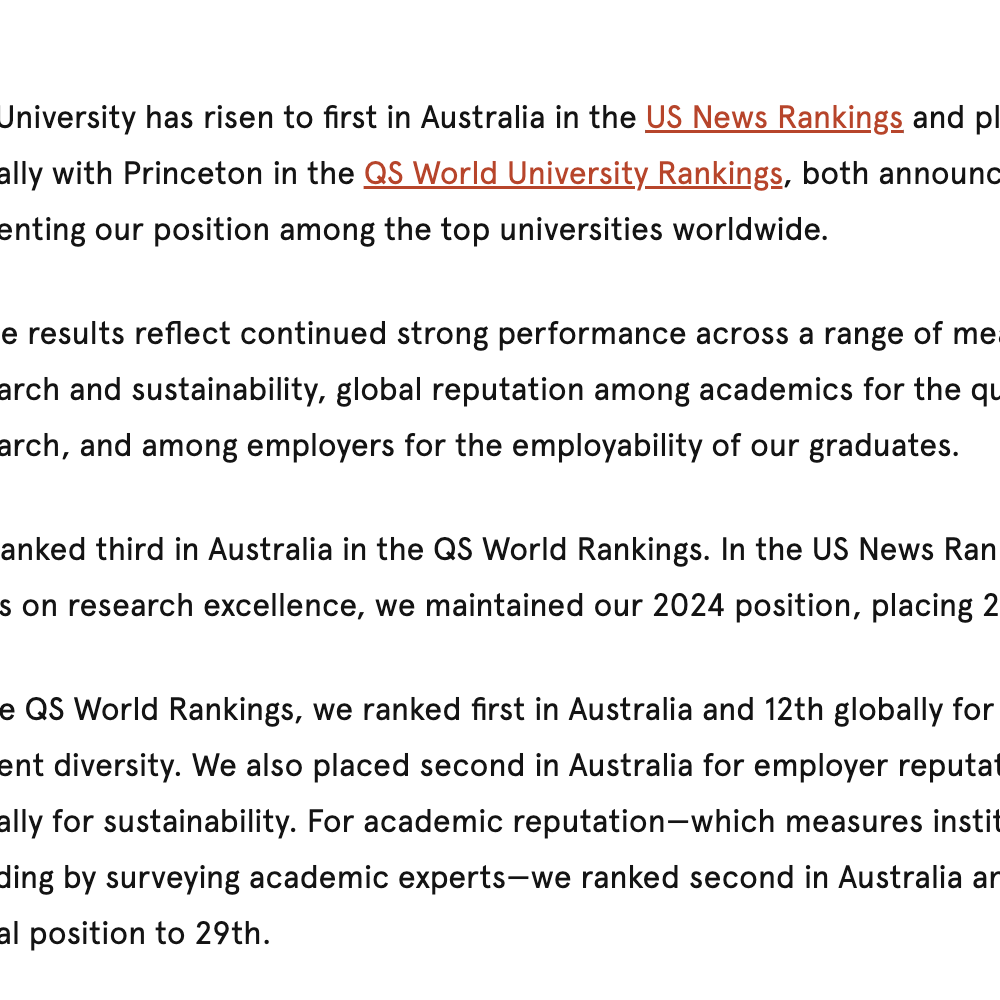 University has risen to first in Australia in the US News Rankings and pl
ally with Princeton in the QS World University Rankings, both announc
enting our position among the top universities worldwide.
e results reflect continued strong performance across a range of mea
arch and sustainability, global reputation among academics for the qu
arch, and among employers for the employability of our graduates.
anked third in Australia in the QS World Rankings. In the US News Ran
s on research excellence, we maintained our 2024 position, placing 2
e QS World Rankings, we ranked first in Australia and 12th globally for
ent diversity. We also placed second in Australia for employer reputat
ally for sustainability. For academic reputation—which measures instit
ding by surveying academic experts—we ranked second in Australia an
al position to 29th.